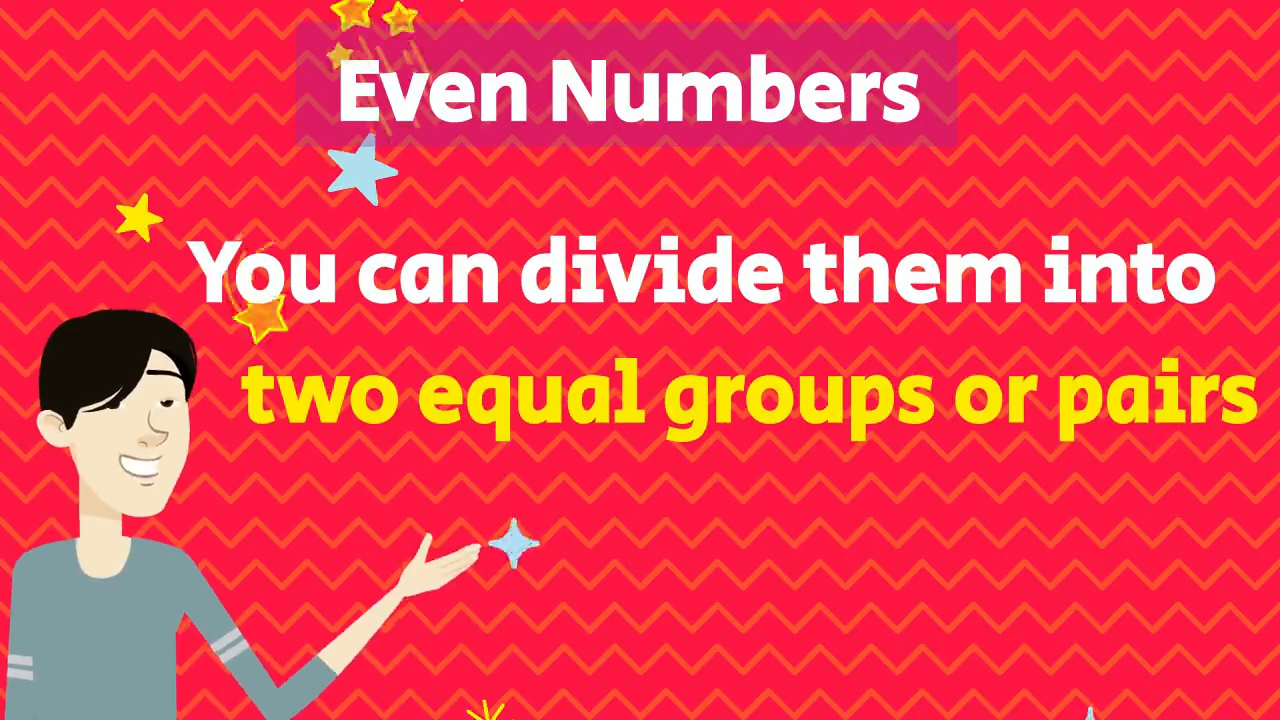 Even Numbers
You can divide them into
two equal groups or pairs